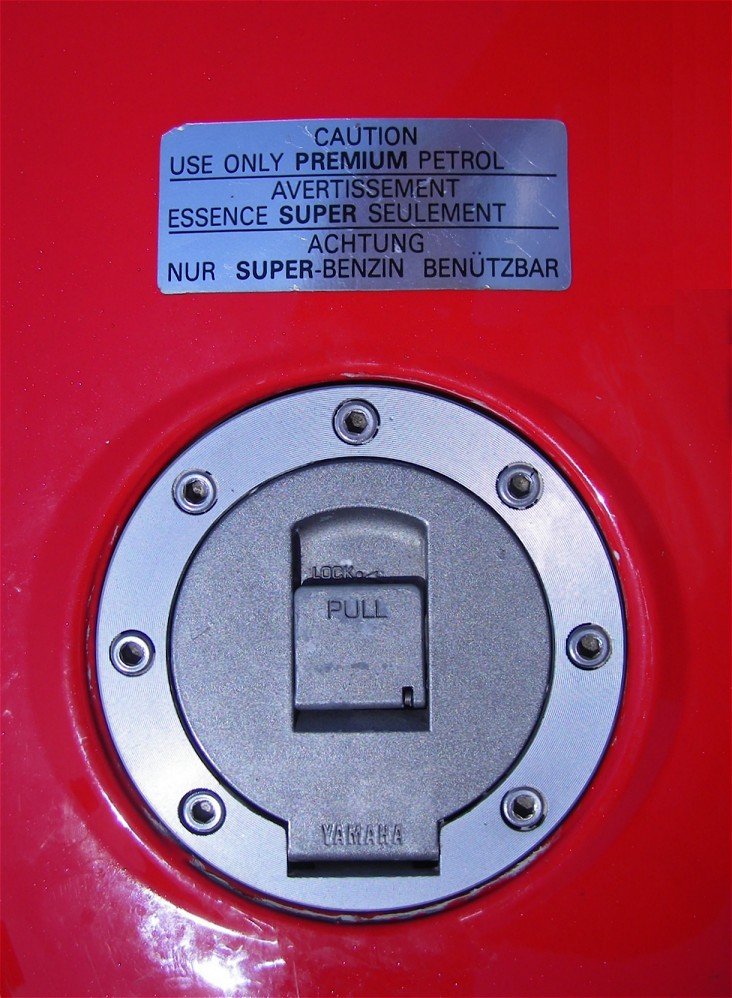 CAUTION
USE ONLY PREMIUM PETROL
AVERTISSEMENT
ESSENCE SUPER SEULEMENT
ACHTUNG
NUR SUPER-BENZIN BENÜTZBAR
LOCK
PULL
YAMAHA